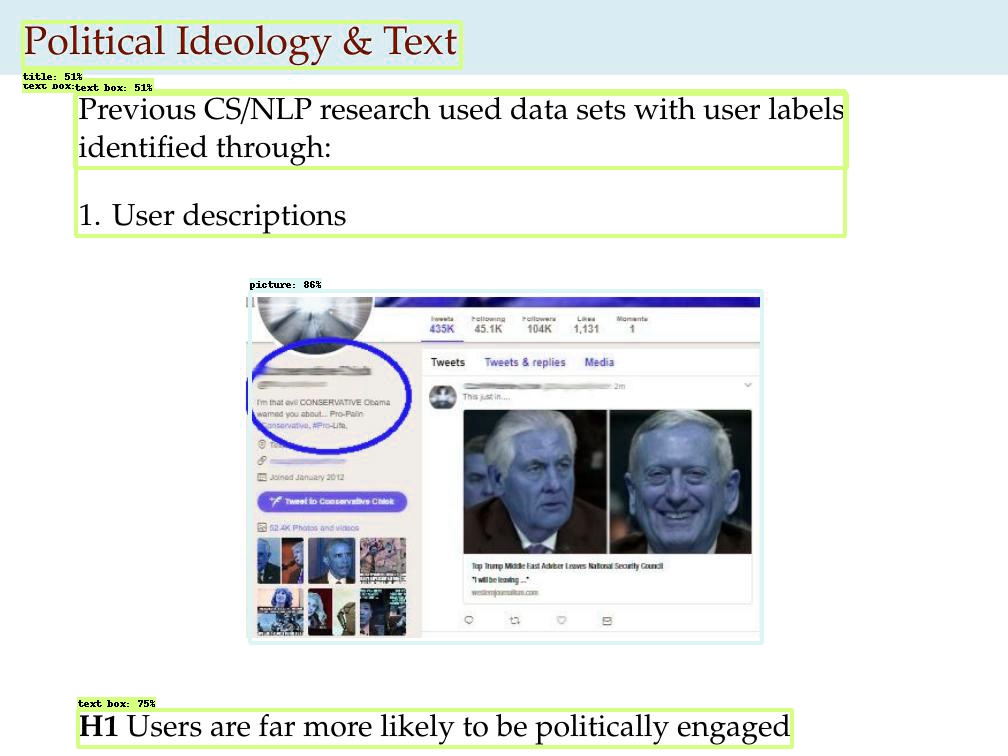 Political Ideology & Text
title: 51%
text box: text box: 51%
Previous CS/NLP research used data sets with user labels
identified through:
1. User descriptions
picture: 86%
Tweets Following Followers Likes Moments
435K 45.1K 104K 1,131 1
Tweets Tweets & replies Media
2m
This just in....
I'm that evil CONSERVATIVE Obama
warned you about... Pro-Palin
Conservative, #Pro-Life,
Joined January 2012
Tweet to Conservative Chick
52.4K Photos and videos
Top Trump Middle East Adviser Leaves National Security Council
"I will be leaving ..."
westernjournalism.com
text box: 75%
H1 Users are far more likely to be politically engaged